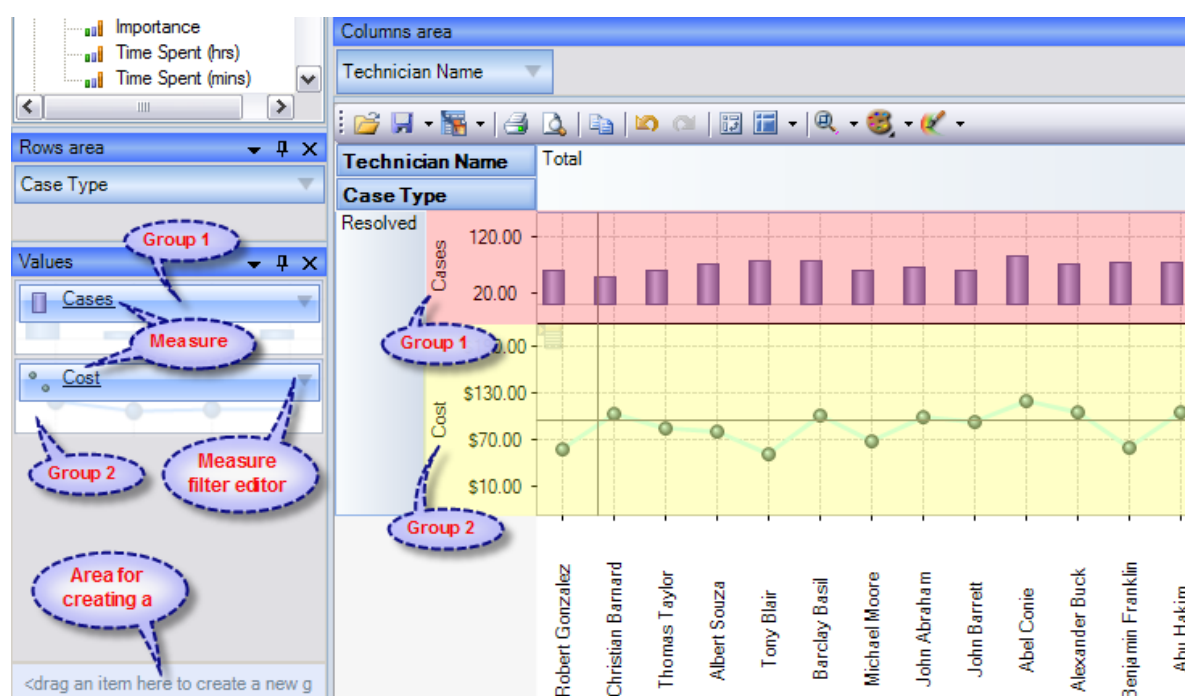 Importance
Time Spent (hrs)
Time Spent (mins)
Rows area
Case Type
Group 1
Values
Cases
Measure
Cost
Group 2
Measure
filter editor
Area for
creating a
<drag an item here to create a new g
Columns area
Technician Name
Technician Name
Total
Case Type
Resolved
Cases
120.00
20.00
Group 1
Cost
$130.00
$70.00
$10.00
Group 2
Robert Gonzalez
Christian Barnard
Thomas Taylor
Albert Souza
Tony Blair
Barclay Basil
Michael Moore
John Abraham
John Barrett
Abel Conie
Alexander Buck
Benjamin Franklin
Abu Hakim